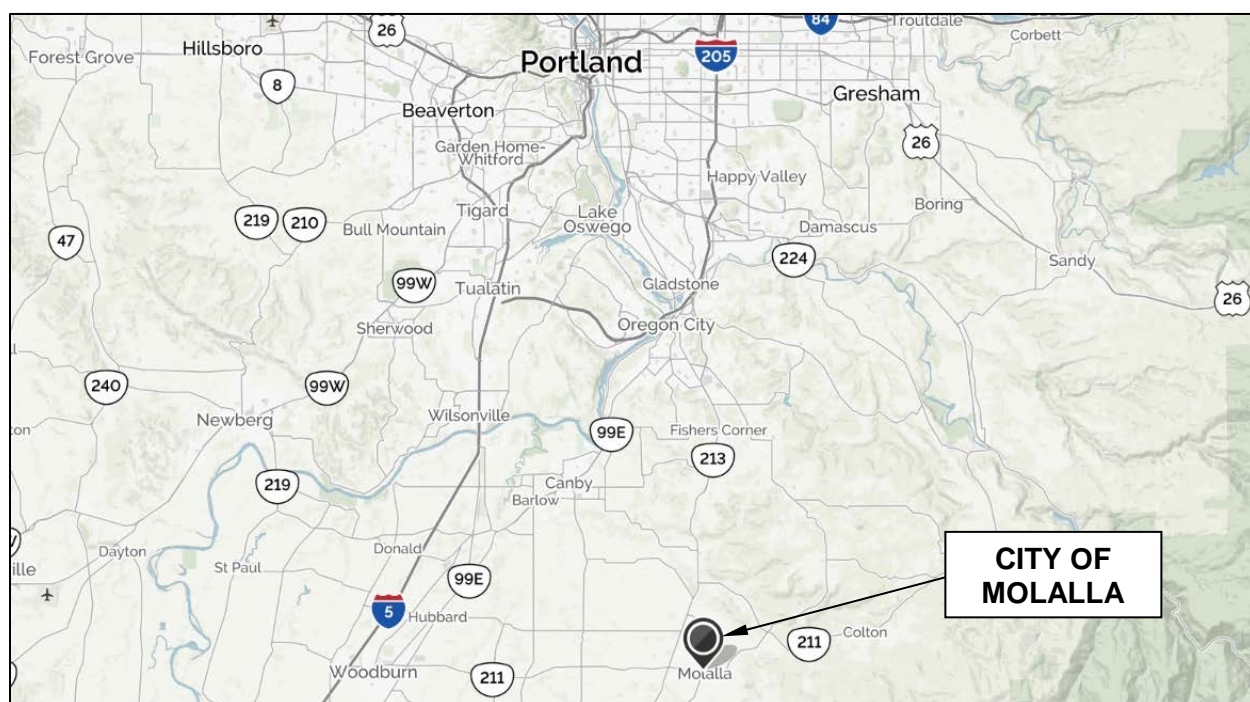 84
Troutdale
26
Corbett
Forest Grove
Hillsboro
Portland
205
8
Gresham
Beaverton
26
Garden Home-
Whitford
Happy Valley
Boring
219
210
Tigard
Lake
Oswego
Bull Mountain
Damascus
47
224
Sandy
99W
Tualatin
Gladstone
26
Sherwood
Oregon City
240
99W
Newberg
Wilsonville
99E
Fishers Corner
213
219
Canby
Barlow
Dayton
Donald
St Paul
ville
99E
5
Hubbard
CITY OF
MOLALLA
211
Colton
Woodburn
211
Molalla